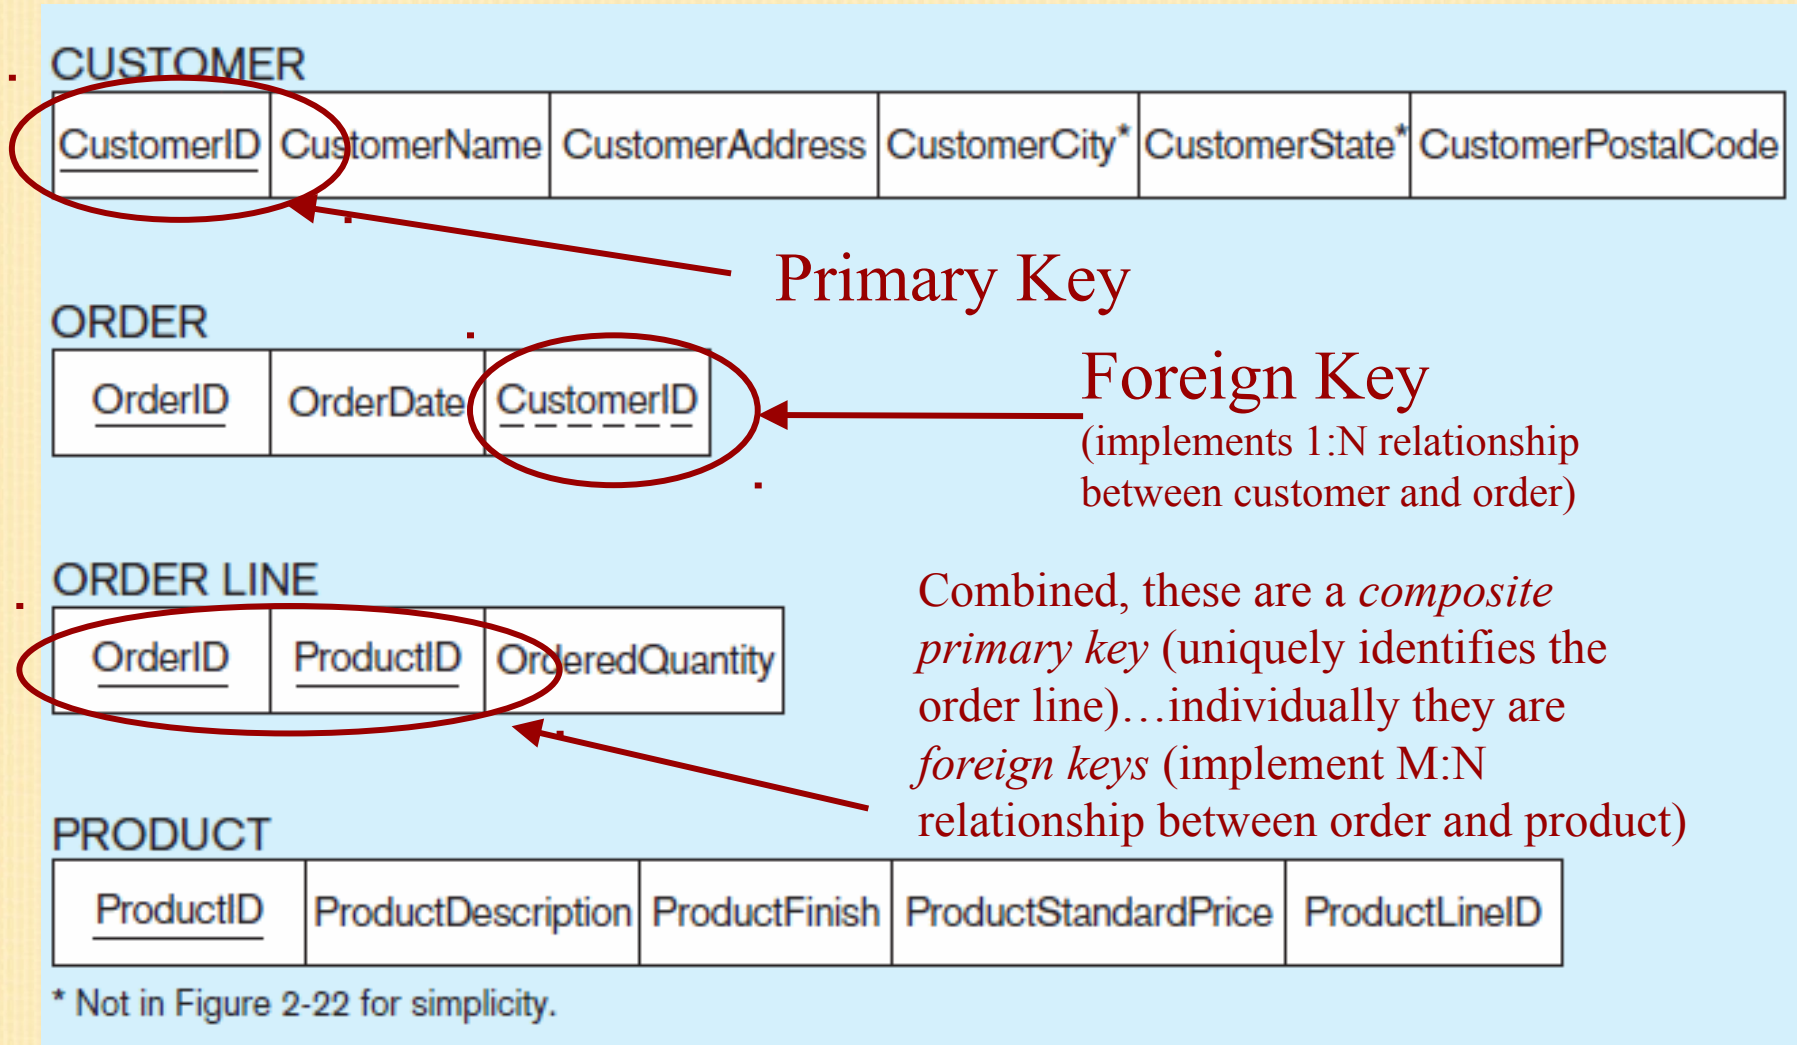 CUSTOMER
CustomerID CustomerName CustomerAddress CustomerCity* CustomerState* CustomerPostalCode
Primary Key
ORDER
OrderID OrderDate CustomerID
Foreign Key
(implements 1:N relationship
between customer and order)
ORDER LINE
OrderID ProductID OrderedQuantity
Combined, these are a composite
primary key (uniquely identifies the
order line)…individually they are
foreign keys (implement M:N
relationship between order and product)
PRODUCT
ProductID ProductDescription ProductFinish ProductStandardPrice ProductLineID
* Not in Figure 2-22 for simplicity.